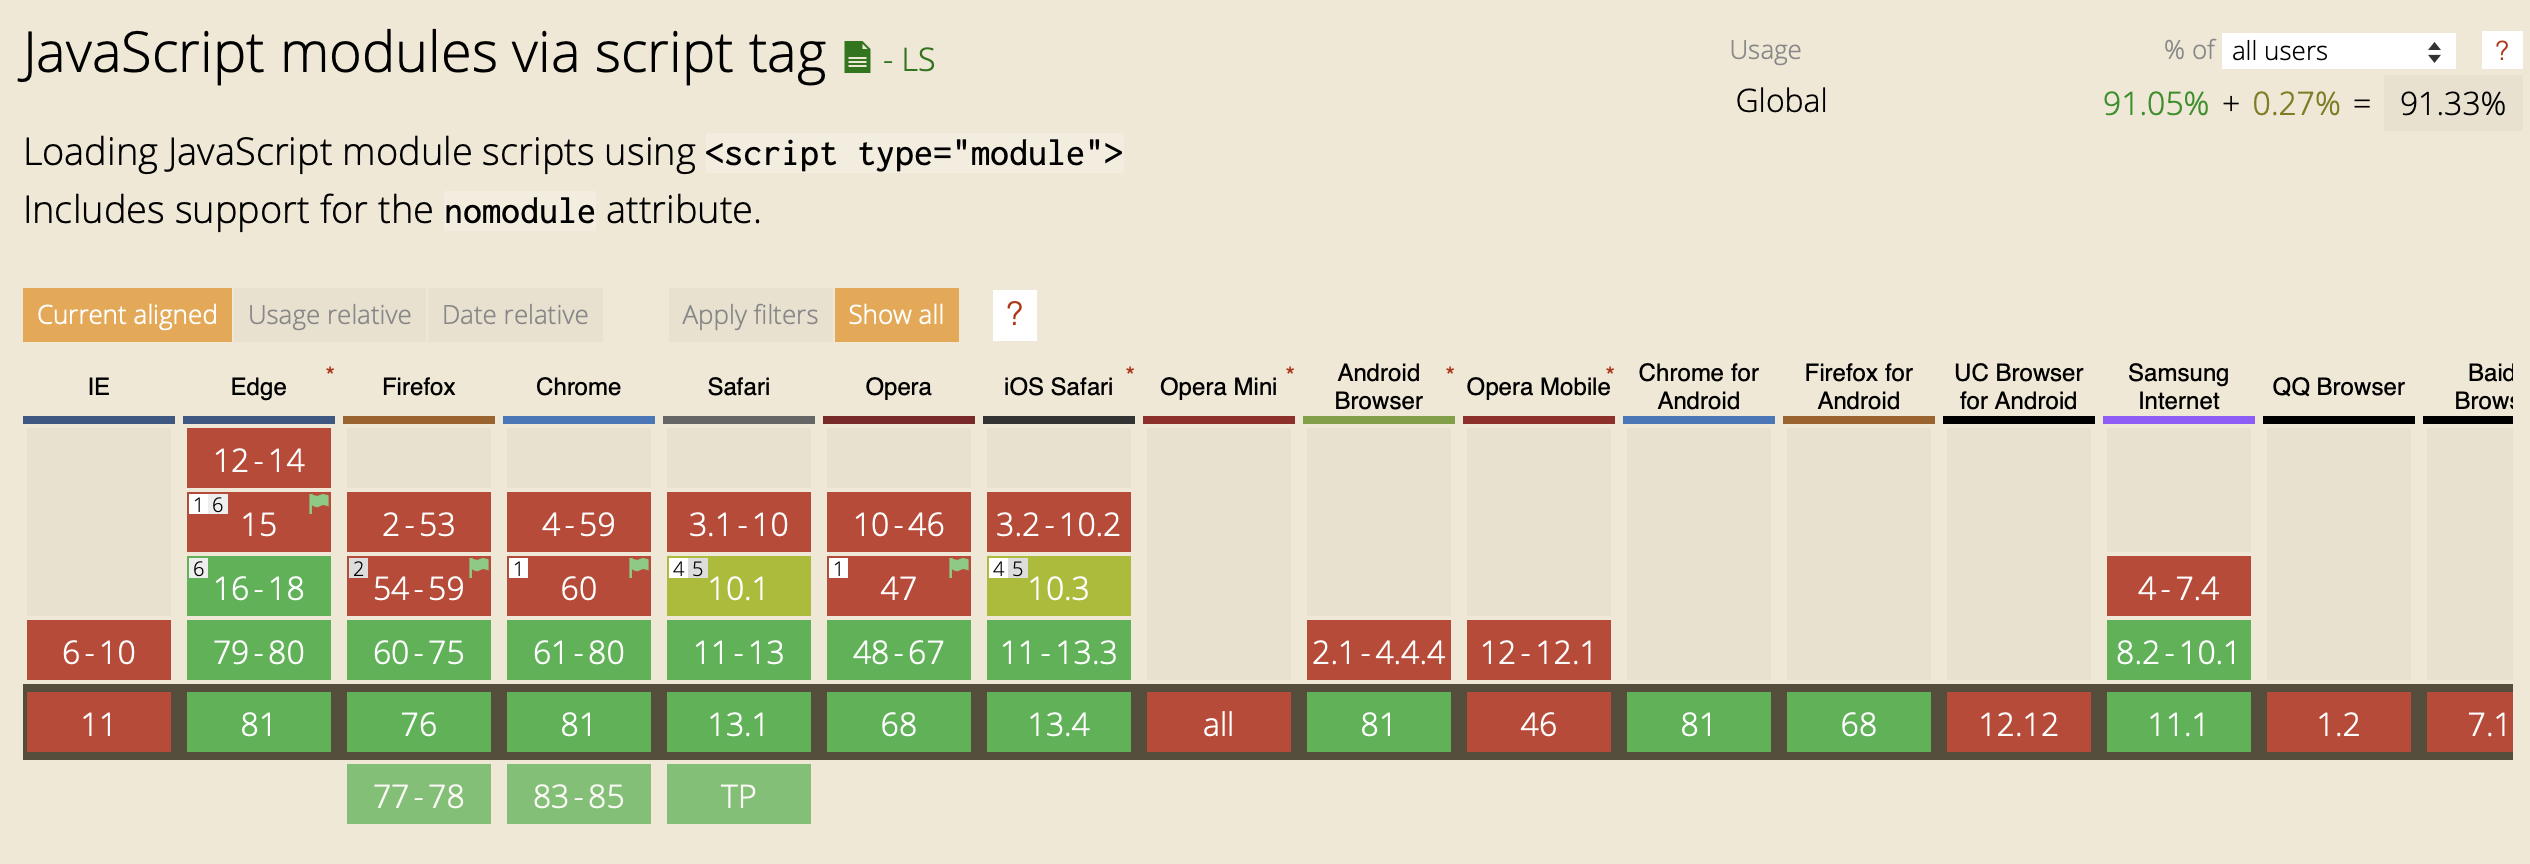 JavaScript modules via script tag - LS
Usage % of all users ?
Global 91.05% + 0.27% = 91.33%
Loading JavaScript module scripts using <script type="module">
Includes support for the nomodule attribute.
Current aligned Usage relative Date relative Apply filters Show all ?
IE Edge * Firefox Chrome Safari Opera iOS Safari * Opera Mini * Android Browser * Opera Mobile * Chrome for Android Firefox for Android UC Browser for Android Samsung Internet QQ Browser Baid Brows
12-14
1 6 15 2-53 4-59 3.1-10 10-46 3.2-10.2
6 16-18 2 54-59 1 60 4 5 10.1 1 47 4 5 10.3 4-7.4
6-10 79-80 60-75 61-80 11-13 48-67 11-13.3 2.1-4.4.4 12-12.1 8.2-10.1
11 81 76 81 13.1 68 13.4 all 81 46 81 68 12.12 11.1 1.2 7.1
77-78 83-85 TP